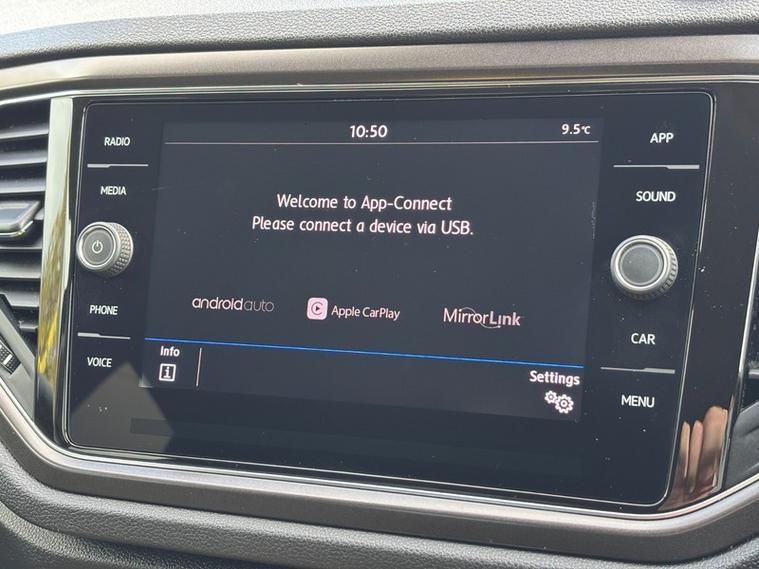 10:50
9.5°C
RADIO
MEDIA
PHONE
VOICE
Welcome to App-Connect
Please connect a device via USB.
androidauto
Apple CarPlay
MirrorLink
Info
i
Settings
APP
SOUND
CAR
MENU